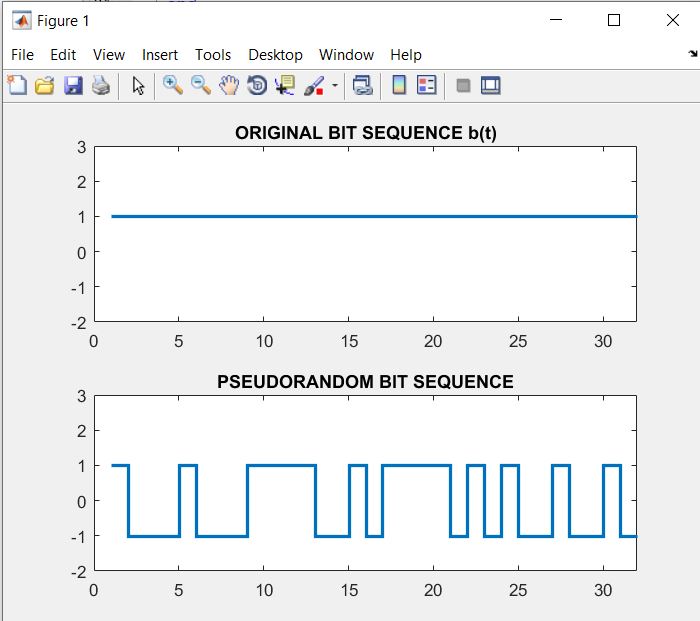 Figure 1
File Edit View Insert Tools Desktop Window Help
ORIGINAL BIT SEQUENCE b(t)
3
2
1
0
-1
-2
0 5 10 15 20 25 30
PSEUDORANDOM BIT SEQUENCE
3
2
1
0
-1
-2
0 5 10 15 20 25 30